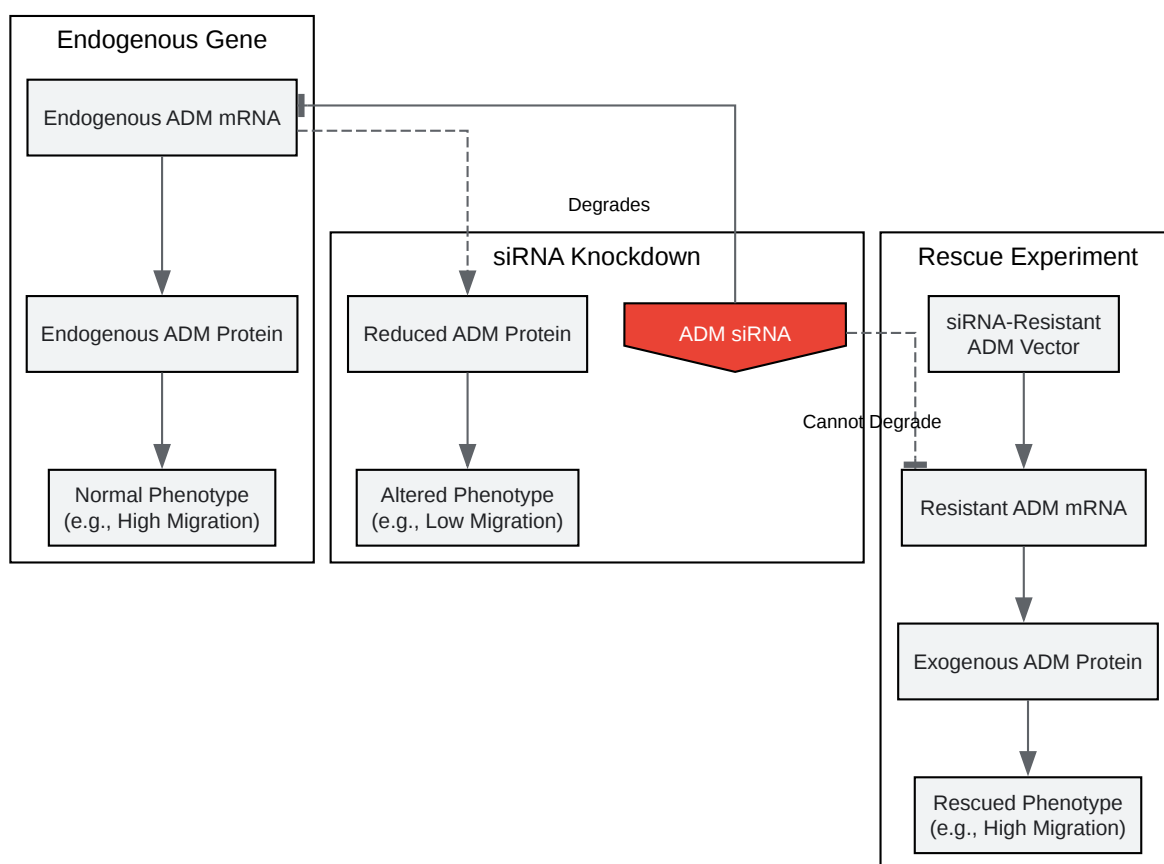 Endogenous Gene
Endogenous ADM mRNA
Endogenous ADM Protein
Normal Phenotype
(e.g., High Migration)
Degrades
siRNA Knockdown
Reduced ADM Protein
ADM siRNA
Altered Phenotype
(e.g., Low Migration)
Cannot Degrade
Rescue Experiment
siRNA-Resistant
ADM Vector
Resistant ADM mRNA
Exogenous ADM Protein
Rescued Phenotype
(e.g., High Migration)